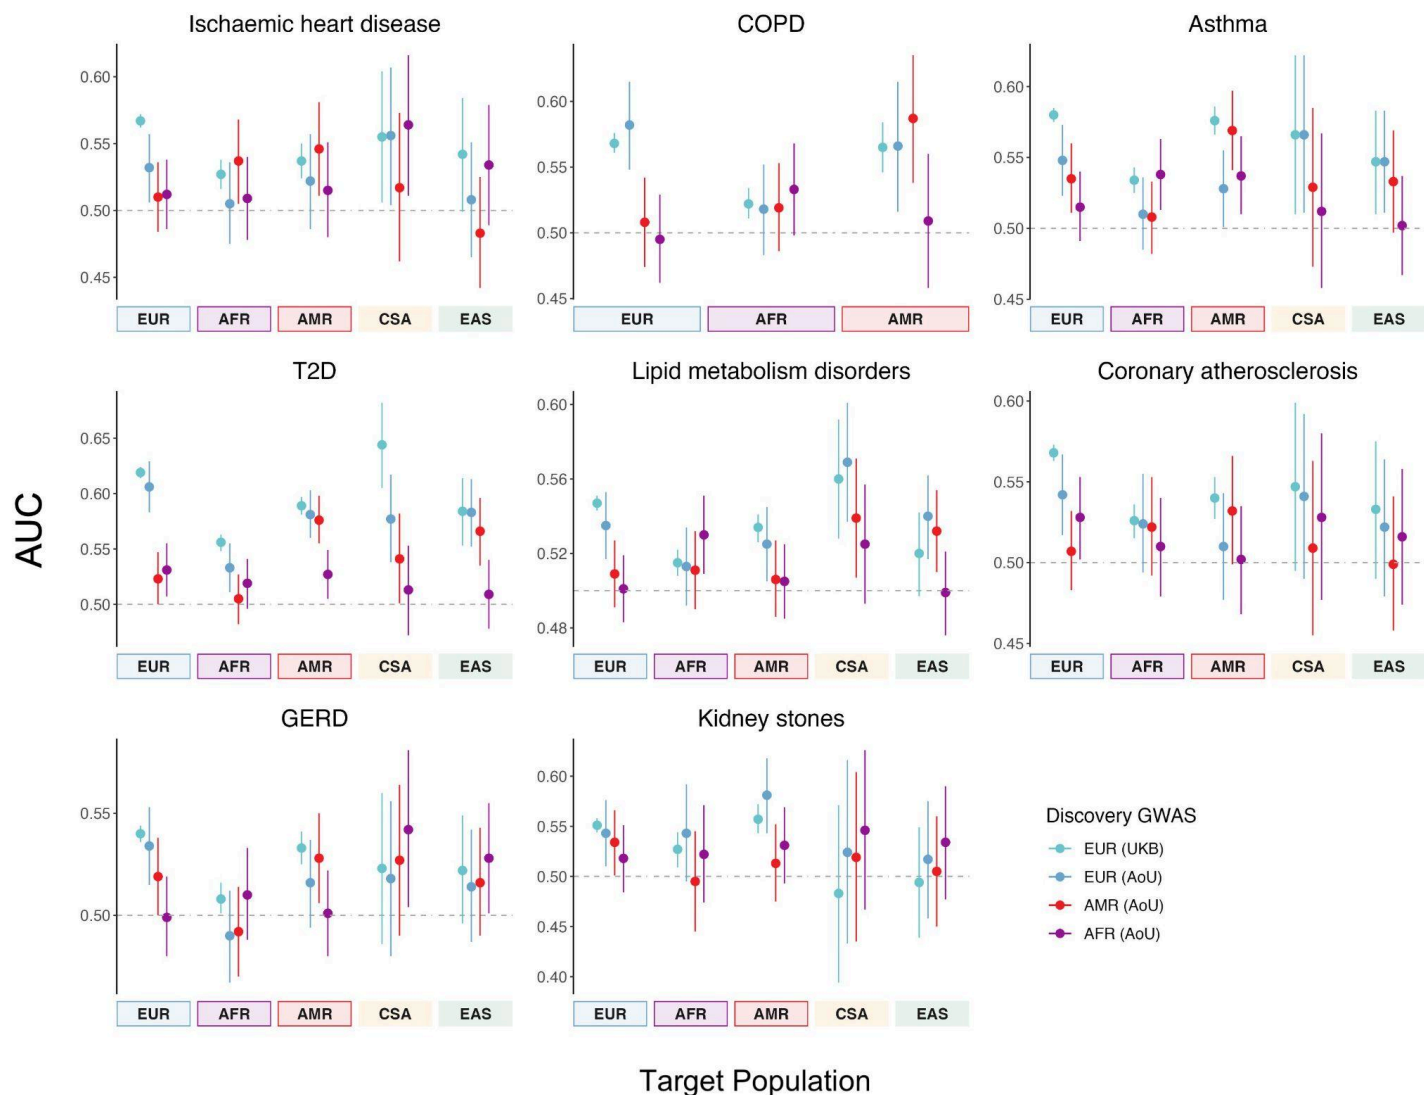 Ischaemic heart disease
COPD
Asthma
0.60
0.55
0.50
0.45
0.60
0.55
0.50
0.45
0.60
0.55
0.50
0.45
EUR AFR AMR CSA EAS
EUR AFR AMR
EUR AFR AMR CSA EAS
T2D
Lipid metabolism disorders
Coronary atherosclerosis
AUC
0.65
0.60
0.55
0.50
0.60
0.56
0.52
0.48
0.60
0.55
0.50
0.45
EUR AFR AMR CSA EAS
EUR AFR AMR CSA EAS
EUR AFR AMR CSA EAS
GERD
Kidney stones
0.55
0.50
0.60
0.55
0.50
0.45
0.40
EUR AFR AMR CSA EAS
EUR AFR AMR CSA EAS
Discovery GWAS
EUR (UKB)
EUR (AoU)
AMR (AoU)
AFR (AoU)
Target Population